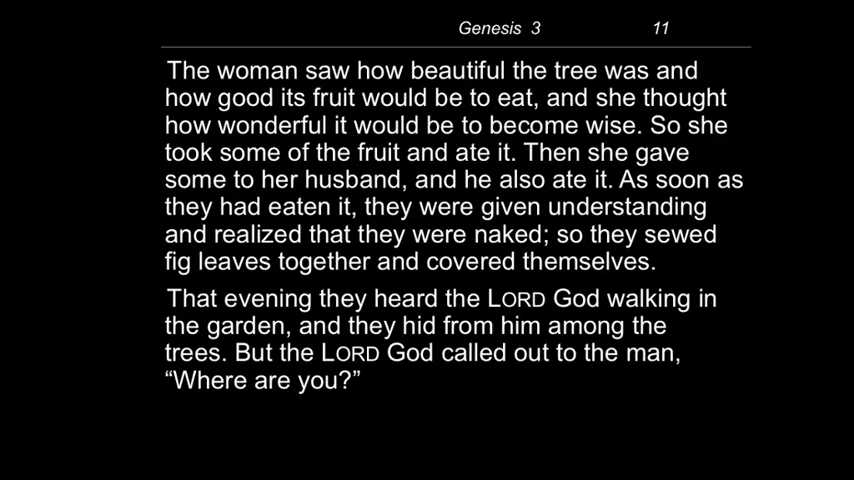 Genesis 3 11
The woman saw how beautiful the tree was and
how good its fruit would be to eat, and she thought
how wonderful it would be to become wise. So she
took some of the fruit and ate it. Then she gave
some to her husband, and he also ate it. As soon as
they had eaten it, they were given understanding
and realized that they were naked; so they sewed
fig leaves together and covered themselves.
That evening they heard the LORD God walking in
the garden, and they hid from him among the
trees. But the LORD God called out to the man,
“Where are you?”